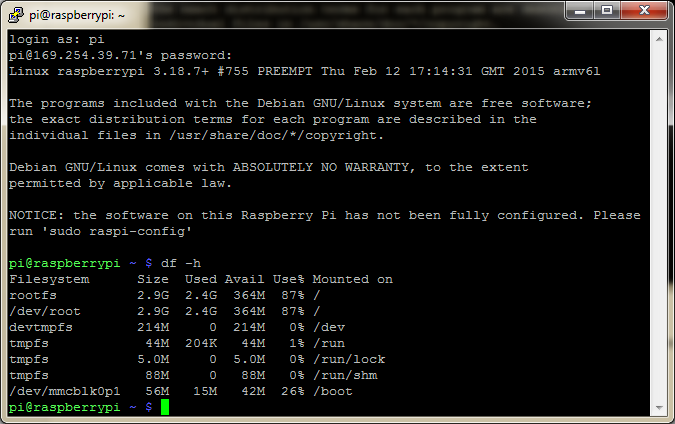 pi@raspberrypi: ~
login as: pi
pi@169.254.39.71's password:
Linux raspberrypi 3.18.7+ #755 PREEMPT Thu Feb 12 17:14:31 GMT 2015 armv6l
The programs included with the Debian GNU/Linux system are free software;
the exact distribution terms for each program are described in the
individual files in /usr/share/doc/*/copyright.
Debian GNU/Linux comes with ABSOLUTELY NO WARRANTY, to the extent
permitted by applicable law.
NOTICE: the software on this Raspberry Pi has not been fully configured. Please
run 'sudo raspi-config'
pi@raspberrypi ~ $ df -h
Filesystem      Size  Used Avail Use% Mounted on
rootfs          2.9G  2.4G  364M  87% /
/dev/root       2.9G  2.4G  364M  87% /
devtmpfs        214M     0  214M   0% /dev
tmpfs            44M  204K   44M   1% /run
tmpfs           5.0M     0  5.0M   0% /run/lock
tmpfs            88M     0   88M   0% /run/shm
/dev/mmcblk0p1   56M   15M   42M  26% /boot
pi@raspberrypi ~ $